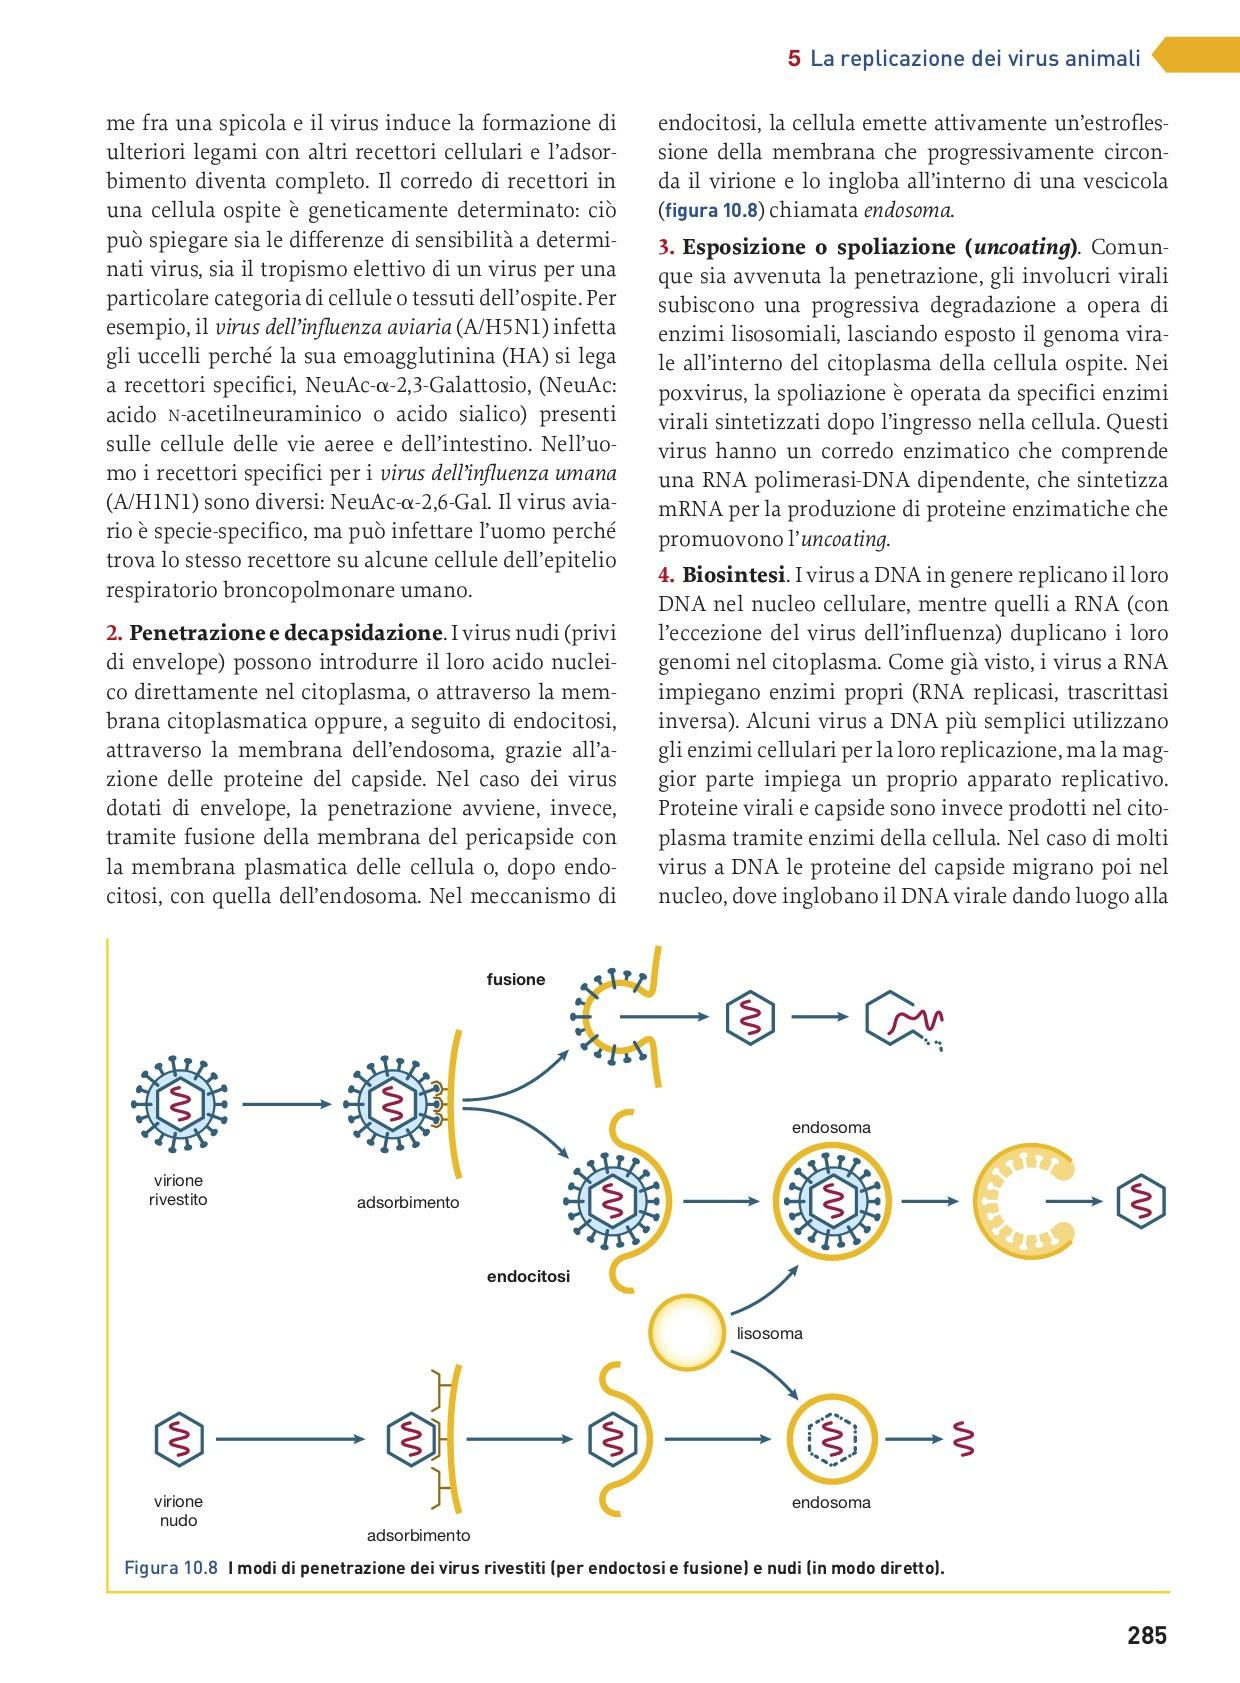 5 La replicazione dei virus animali
me fra una spicola e il virus induce la formazione di
ulteriori legami con altri recettori cellulari e l’adsor-
bimento diventa completo. Il corredo di recettori in
una cellula ospite è geneticamente determinato: ciò
può spiegare sia le differenze di sensibilità a determi-
nati virus, sia il tropismo elettivo di un virus per una
particolare categoria di cellule o tessuti dell’ospite. Per
esempio, il virus dell’influenza aviaria (A/H5N1) infetta
gli uccelli perché la sua emoagglutinina (HA) si lega
a recettori specifici, NeuAc-α-2,3-Galattosio, (NeuAc:
acido N-acetilneuraminico o acido sialico) presenti
sulle cellule delle vie aeree e dell’intestino. Nell’uo-
mo i recettori specifici per i virus dell’influenza umana
(A/H1N1) sono diversi: NeuAc-α-2,6-Gal. Il virus avia-
rio è specie-specifico, ma può infettare l’uomo perché
trova lo stesso recettore su alcune cellule dell’epitelio
respiratorio broncopolmonare umano.
2. Penetrazione e decapsidazione. I virus nudi (privi
di envelope) possono introdurre il loro acido nuclei-
co direttamente nel citoplasma, o attraverso la mem-
brana citoplasmatica oppure, a seguito di endocitosi,
attraverso la membrana dell’endosoma, grazie all’a-
zione delle proteine del capside. Nel caso dei virus
dotati di envelope, la penetrazione avviene, invece,
tramite fusione della membrana del pericapside con
la membrana plasmatica delle cellula o, dopo endo-
citosi, con quella dell’endosoma. Nel meccanismo di
endocitosi, la cellula emette attivamente un’estrofles-
sione della membrana che progressivamente circon-
da il virione e lo ingloba all’interno di una vescicola
(figura 10.8) chiamata endosoma.
3. Esposizione o spoliazione (uncoating). Comun-
que sia avvenuta la penetrazione, gli involucri virali
subiscono una progressiva degradazione a opera di
enzimi lisosomiali, lasciando esposto il genoma vira-
le all’interno del citoplasma della cellula ospite. Nei
poxvirus, la spoliazione è operata da specifici enzimi
virali sintetizzati dopo l’ingresso nella cellula. Questi
virus hanno un corredo enzimatico che comprende
una RNA polimerasi-DNA dipendente, che sintetizza
mRNA per la produzione di proteine enzimatiche che
promuovono l’uncoating.
4. Biosintesi. I virus a DNA in genere replicano il loro
DNA nel nucleo cellulare, mentre quelli a RNA (con
l’eccezione del virus dell’influenza) duplicano i loro
genomi nel citoplasma. Come già visto, i virus a RNA
impiegano enzimi propri (RNA replicasi, trascrittasi
inversa). Alcuni virus a DNA più semplici utilizzano
gli enzimi cellulari per la loro replicazione, ma la mag-
gior parte impiega un proprio apparato replicativo.
Proteine virali e capside sono invece prodotti nel cito-
plasma tramite enzimi della cellula. Nel caso di molti
virus a DNA le proteine del capside migrano poi nel
nucleo, dove inglobano il DNA virale dando luogo alla
fusione
virione
rivestito
adsorbimento
endocitosi
endosoma
lisosoma
virione
nudo
adsorbimento
endosoma
Figura 10.8 I modi di penetrazione dei virus rivestiti (per endoctosi e fusione) e nudi (in modo diretto).
285